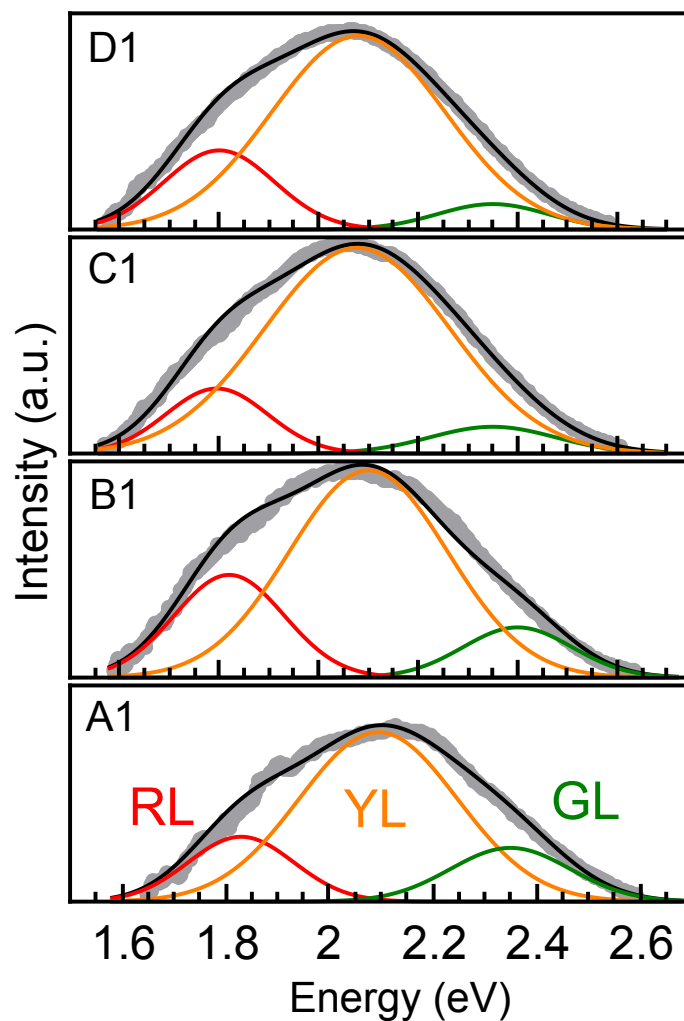 D1
C1
B1
A1
RL YL GL
1.6 1.8 2 2.2 2.4 2.6
Energy (eV)
Intensity (a.u.)